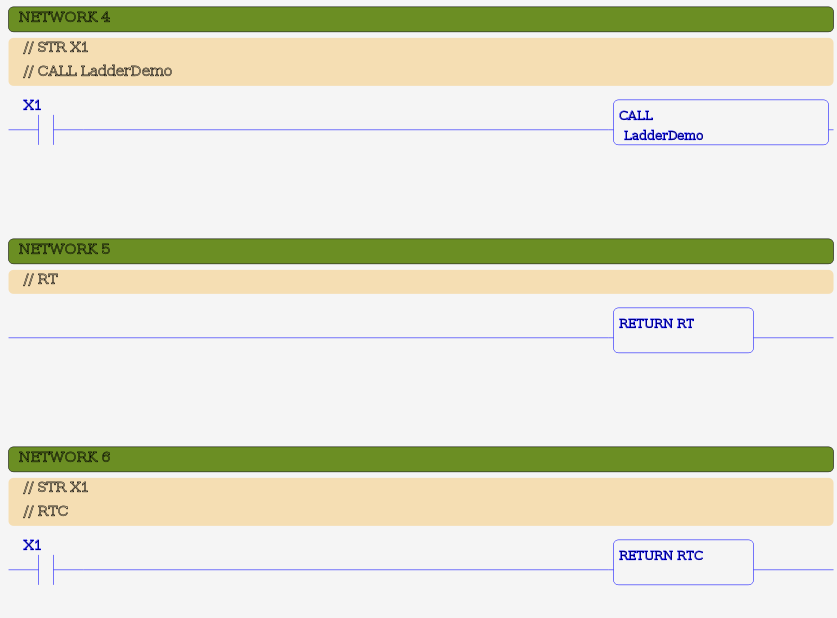 NETWORK 4
// STR X1
// CALL LadderDemo
X1
CALL
LadderDemo
NETWORK 5
// RT
RETURN RT
NETWORK 6
// STR X1
// RTC
X1
RETURN RTC